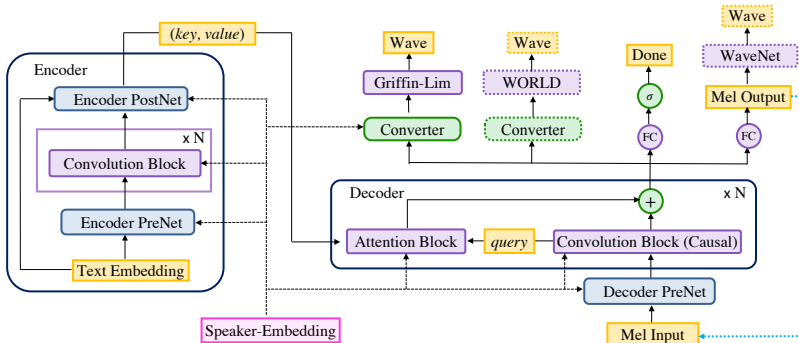 (key, value)
Encoder
Encoder PostNet
x N
Convolution Block
Encoder PreNet
Text Embedding
Speaker-Embedding
Wave
Griffin-Lim
Converter
Wave
WORLD
Converter
Done
σ
FC
Wave
WaveNet
Mel Output
FC
Decoder
x N
+
Attention Block
query
Convolution Block (Causal)
Decoder PreNet
Mel Input